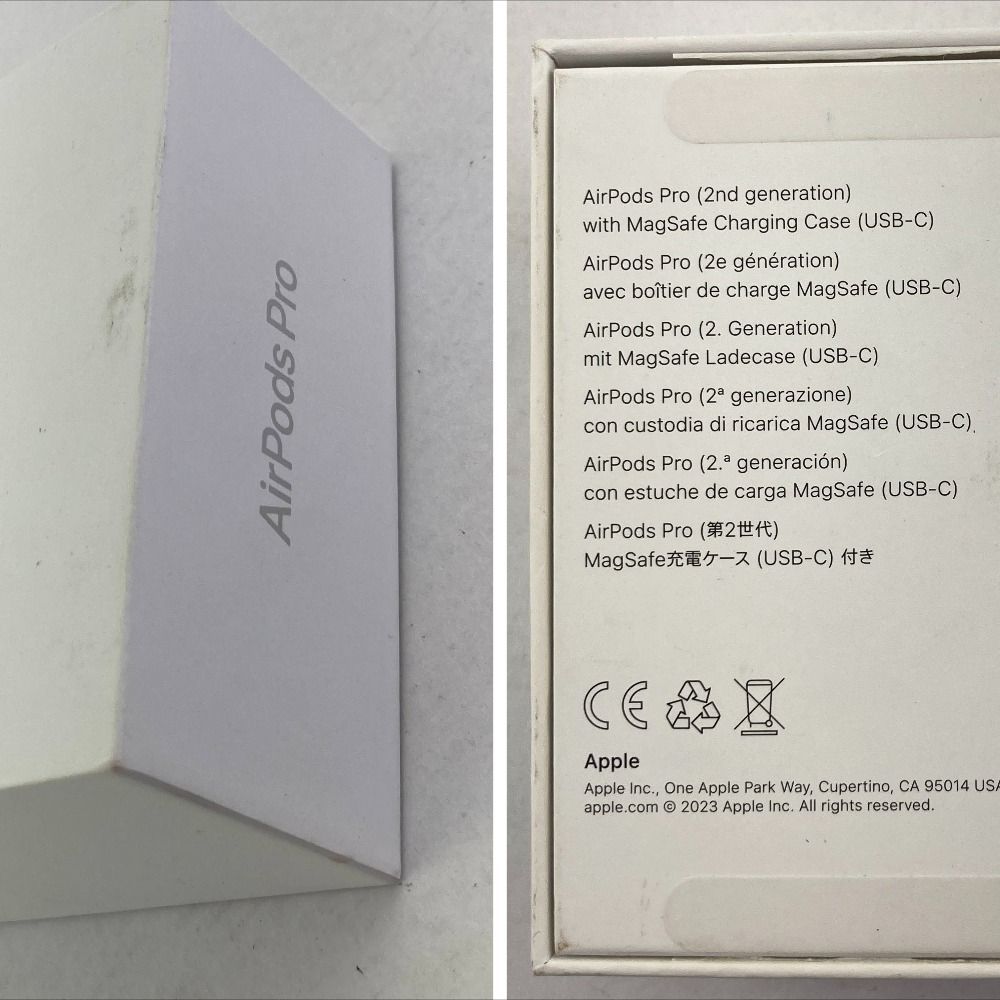 AirPods Pro
AirPods Pro (2nd generation)
with MagSafe Charging Case (USB-C)
AirPods Pro (2e génération)
avec boîtier de charge MagSafe (USB-C)
AirPods Pro (2. Generation)
mit MagSafe Ladecase (USB-C)
AirPods Pro (2ª generazione)
con custodia di ricarica MagSafe (USB-C)
AirPods Pro (2.ª generación)
con estuche de carga MagSafe (USB-C)
AirPods Pro (第2世代)
MagSafe充電ケース (USB-C) 付き
CE
Apple
Apple Inc., One Apple Park Way, Cupertino, CA 95014 USA
apple.com © 2023 Apple Inc. All rights reserved.